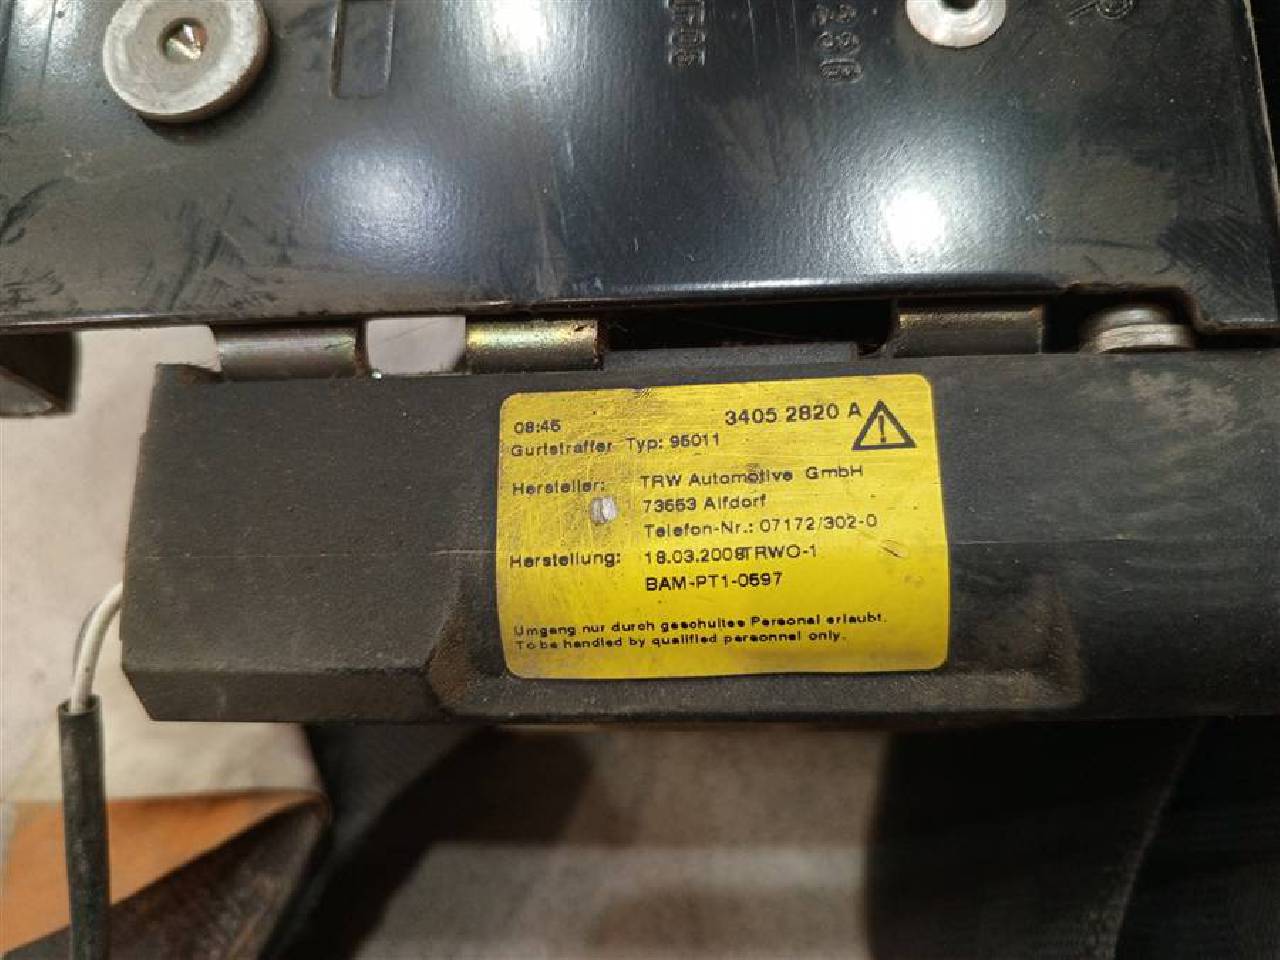 236
08:45
3405 2820 A
Gurtstraffer Typ: 95011
Hersteller: TRW Automotive GmbH
73553 Alfdorf
Telefon-Nr.: 07172/302-0
Herstellung: 18.03.2008TRWO-1
BAM-PT1-0597
Umgang nur durch geschultes Personal erlaubt.
To be handled by qualified personnel only.